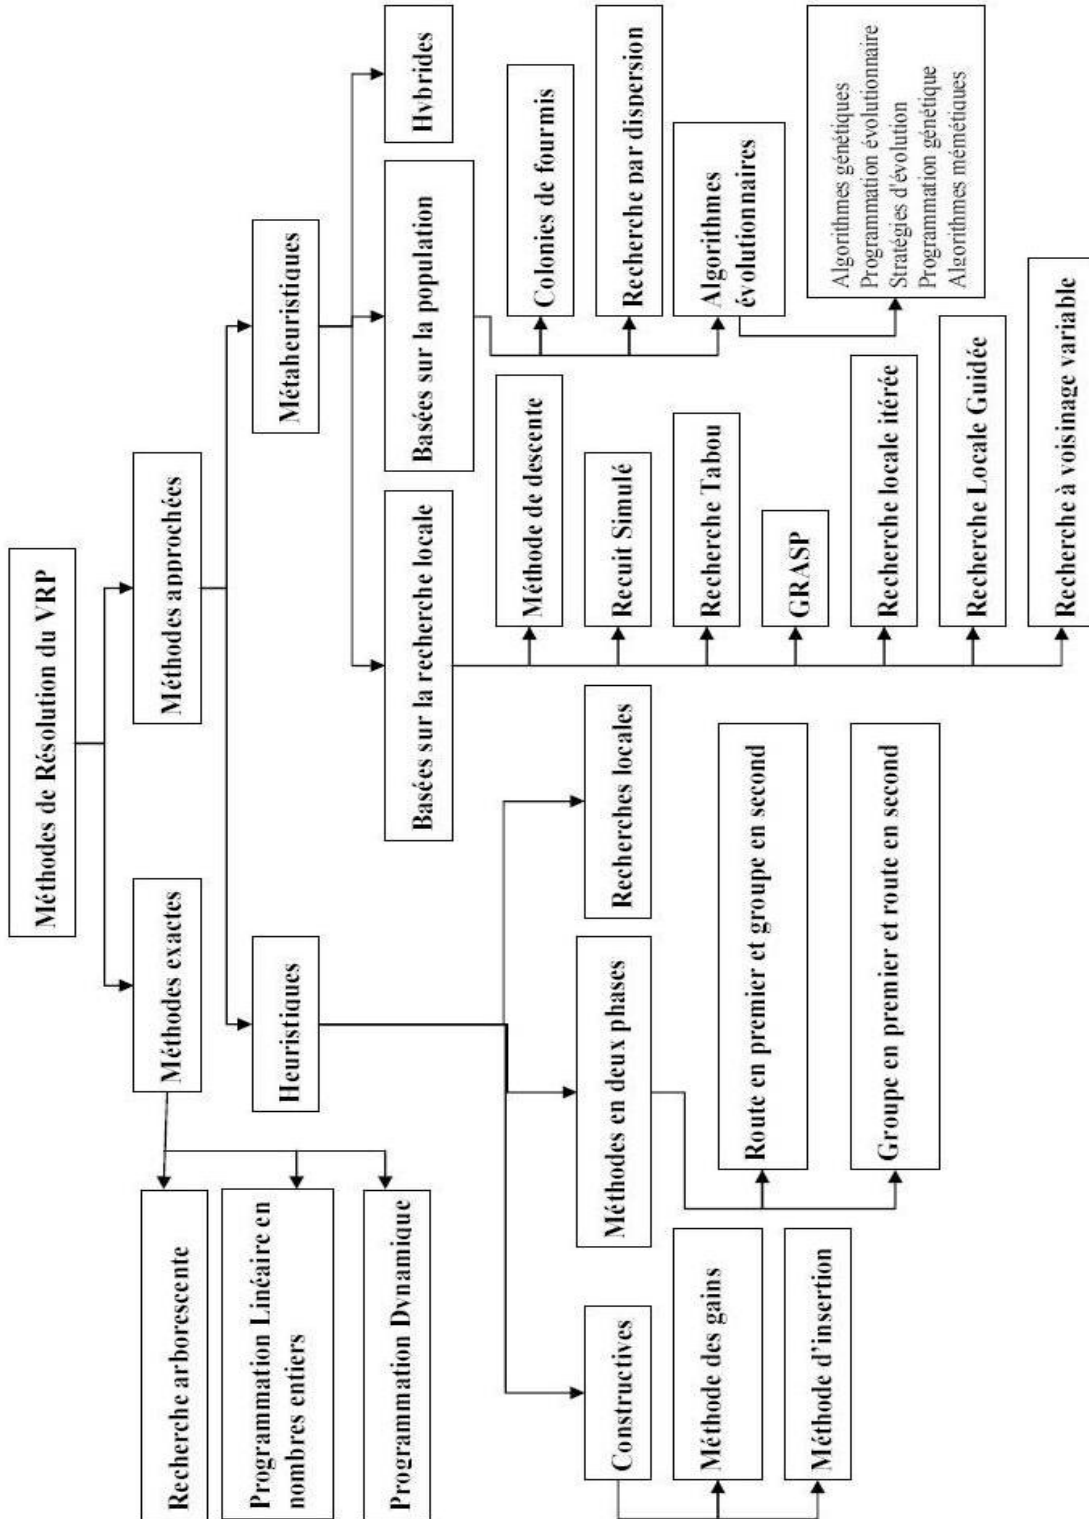 Méthodes de Résolution du VRP
Méthodes exactes
Méthodes approchées
Recherche arborescente
Programmation Linéaire en
nombres entiers
Programmation Dynamique
Heuristiques
Métaheuristiques
Constructives
Méthode des gains
Méthode d'insertion
Méthodes en deux phases
Route en premier et groupe en second
Groupe en premier et route en second
Recherches locales
Basées sur la recherche locale
Méthode de descente
Recuit Simulé
Recherche Tabou
GRASP
Recherche locale itérée
Recherche Locale Guidée
Recherche à voisinage variable
Basées sur la population
Colonies de fourmis
Recherche par dispersion
Algorithmes
évolutionnaires
Algorithmes génétiques
Programmation évolutionnaire
Stratégies d'évolution
Programmation génétique
Algorithmes mémétiques
Hybrides